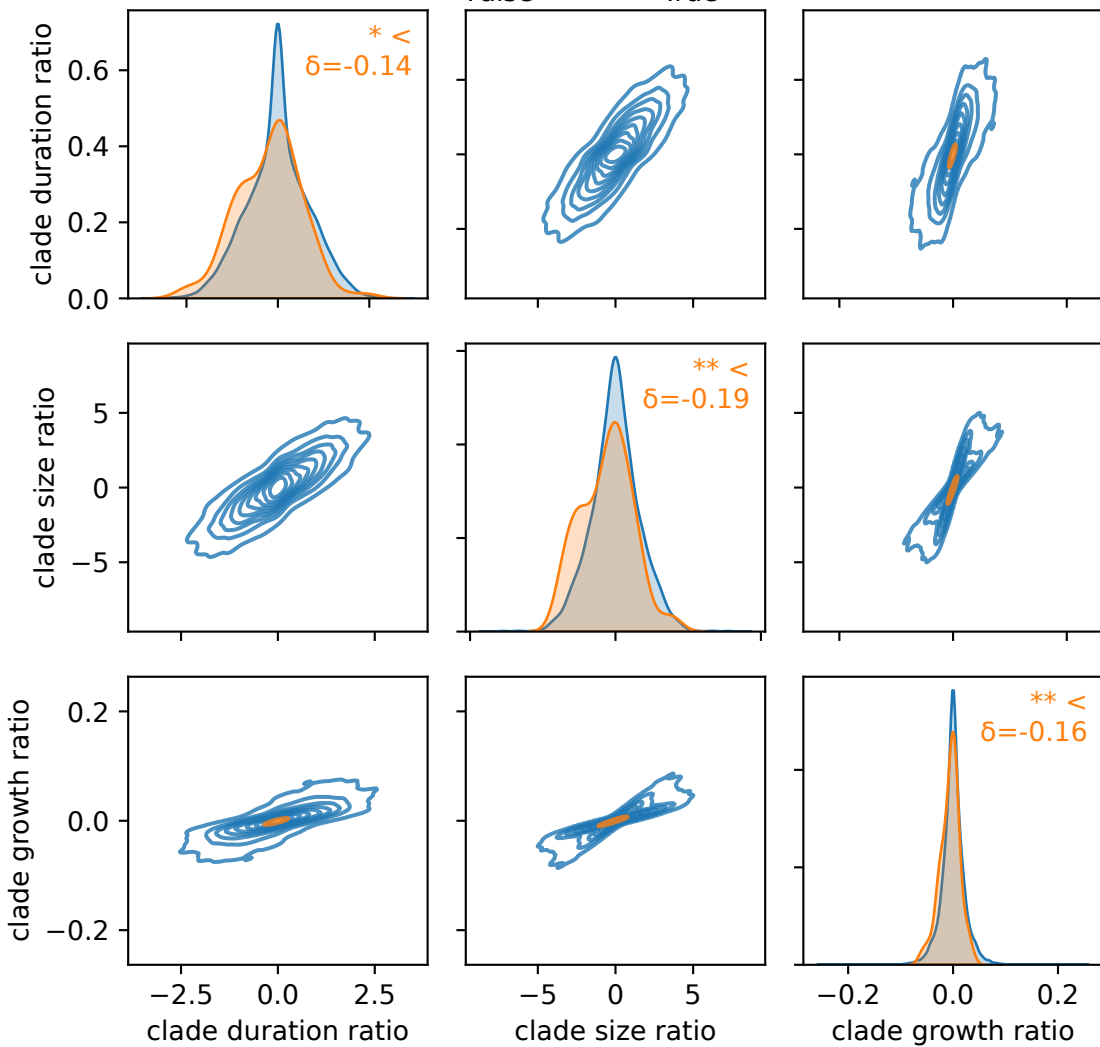 clade duration ratio
0.6
0.4
0.2
0.0
* <
δ=-0.14
clade size ratio
5
0
−5
** <
δ=-0.19
clade growth ratio
0.2
0.0
−0.2
** <
δ=-0.16
−2.5 0.0 2.5
clade duration ratio
−5 0 5
clade size ratio
−0.2 0.0 0.2
clade growth ratio